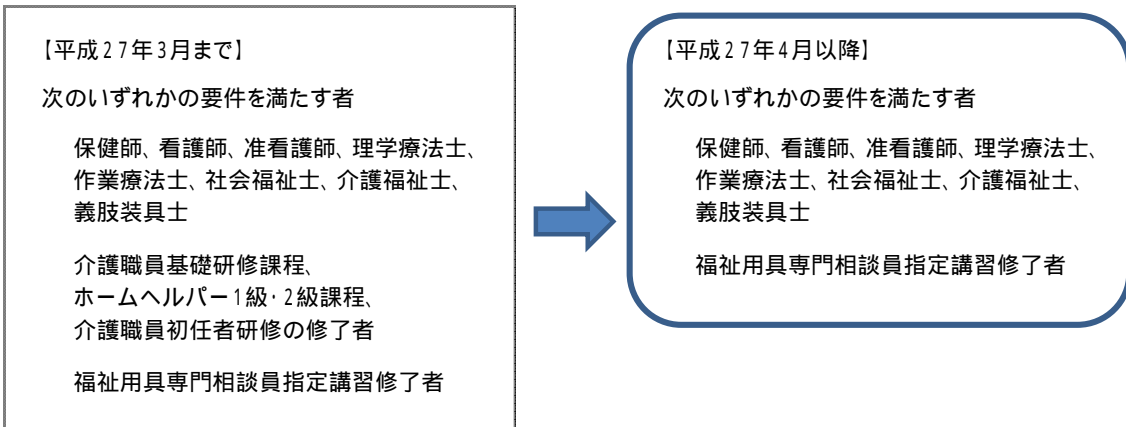 【平成27年3月まで】
次のいずれかの要件を満たす者
保健師、看護師、准看護師、理学療法士、
作業療法士、社会福祉士、介護福祉士、
義肢装具士
介護職員基礎研修課程、
ホームヘルパー1級・2級課程、
介護職員初任者研修の修了者
福祉用具専門相談員指定講習修了者
【平成27年4月以降】
次のいずれかの要件を満たす者
保健師、看護師、准看護師、理学療法士、
作業療法士、社会福祉士、介護福祉士、
義肢装具士
福祉用具専門相談員指定講習修了者